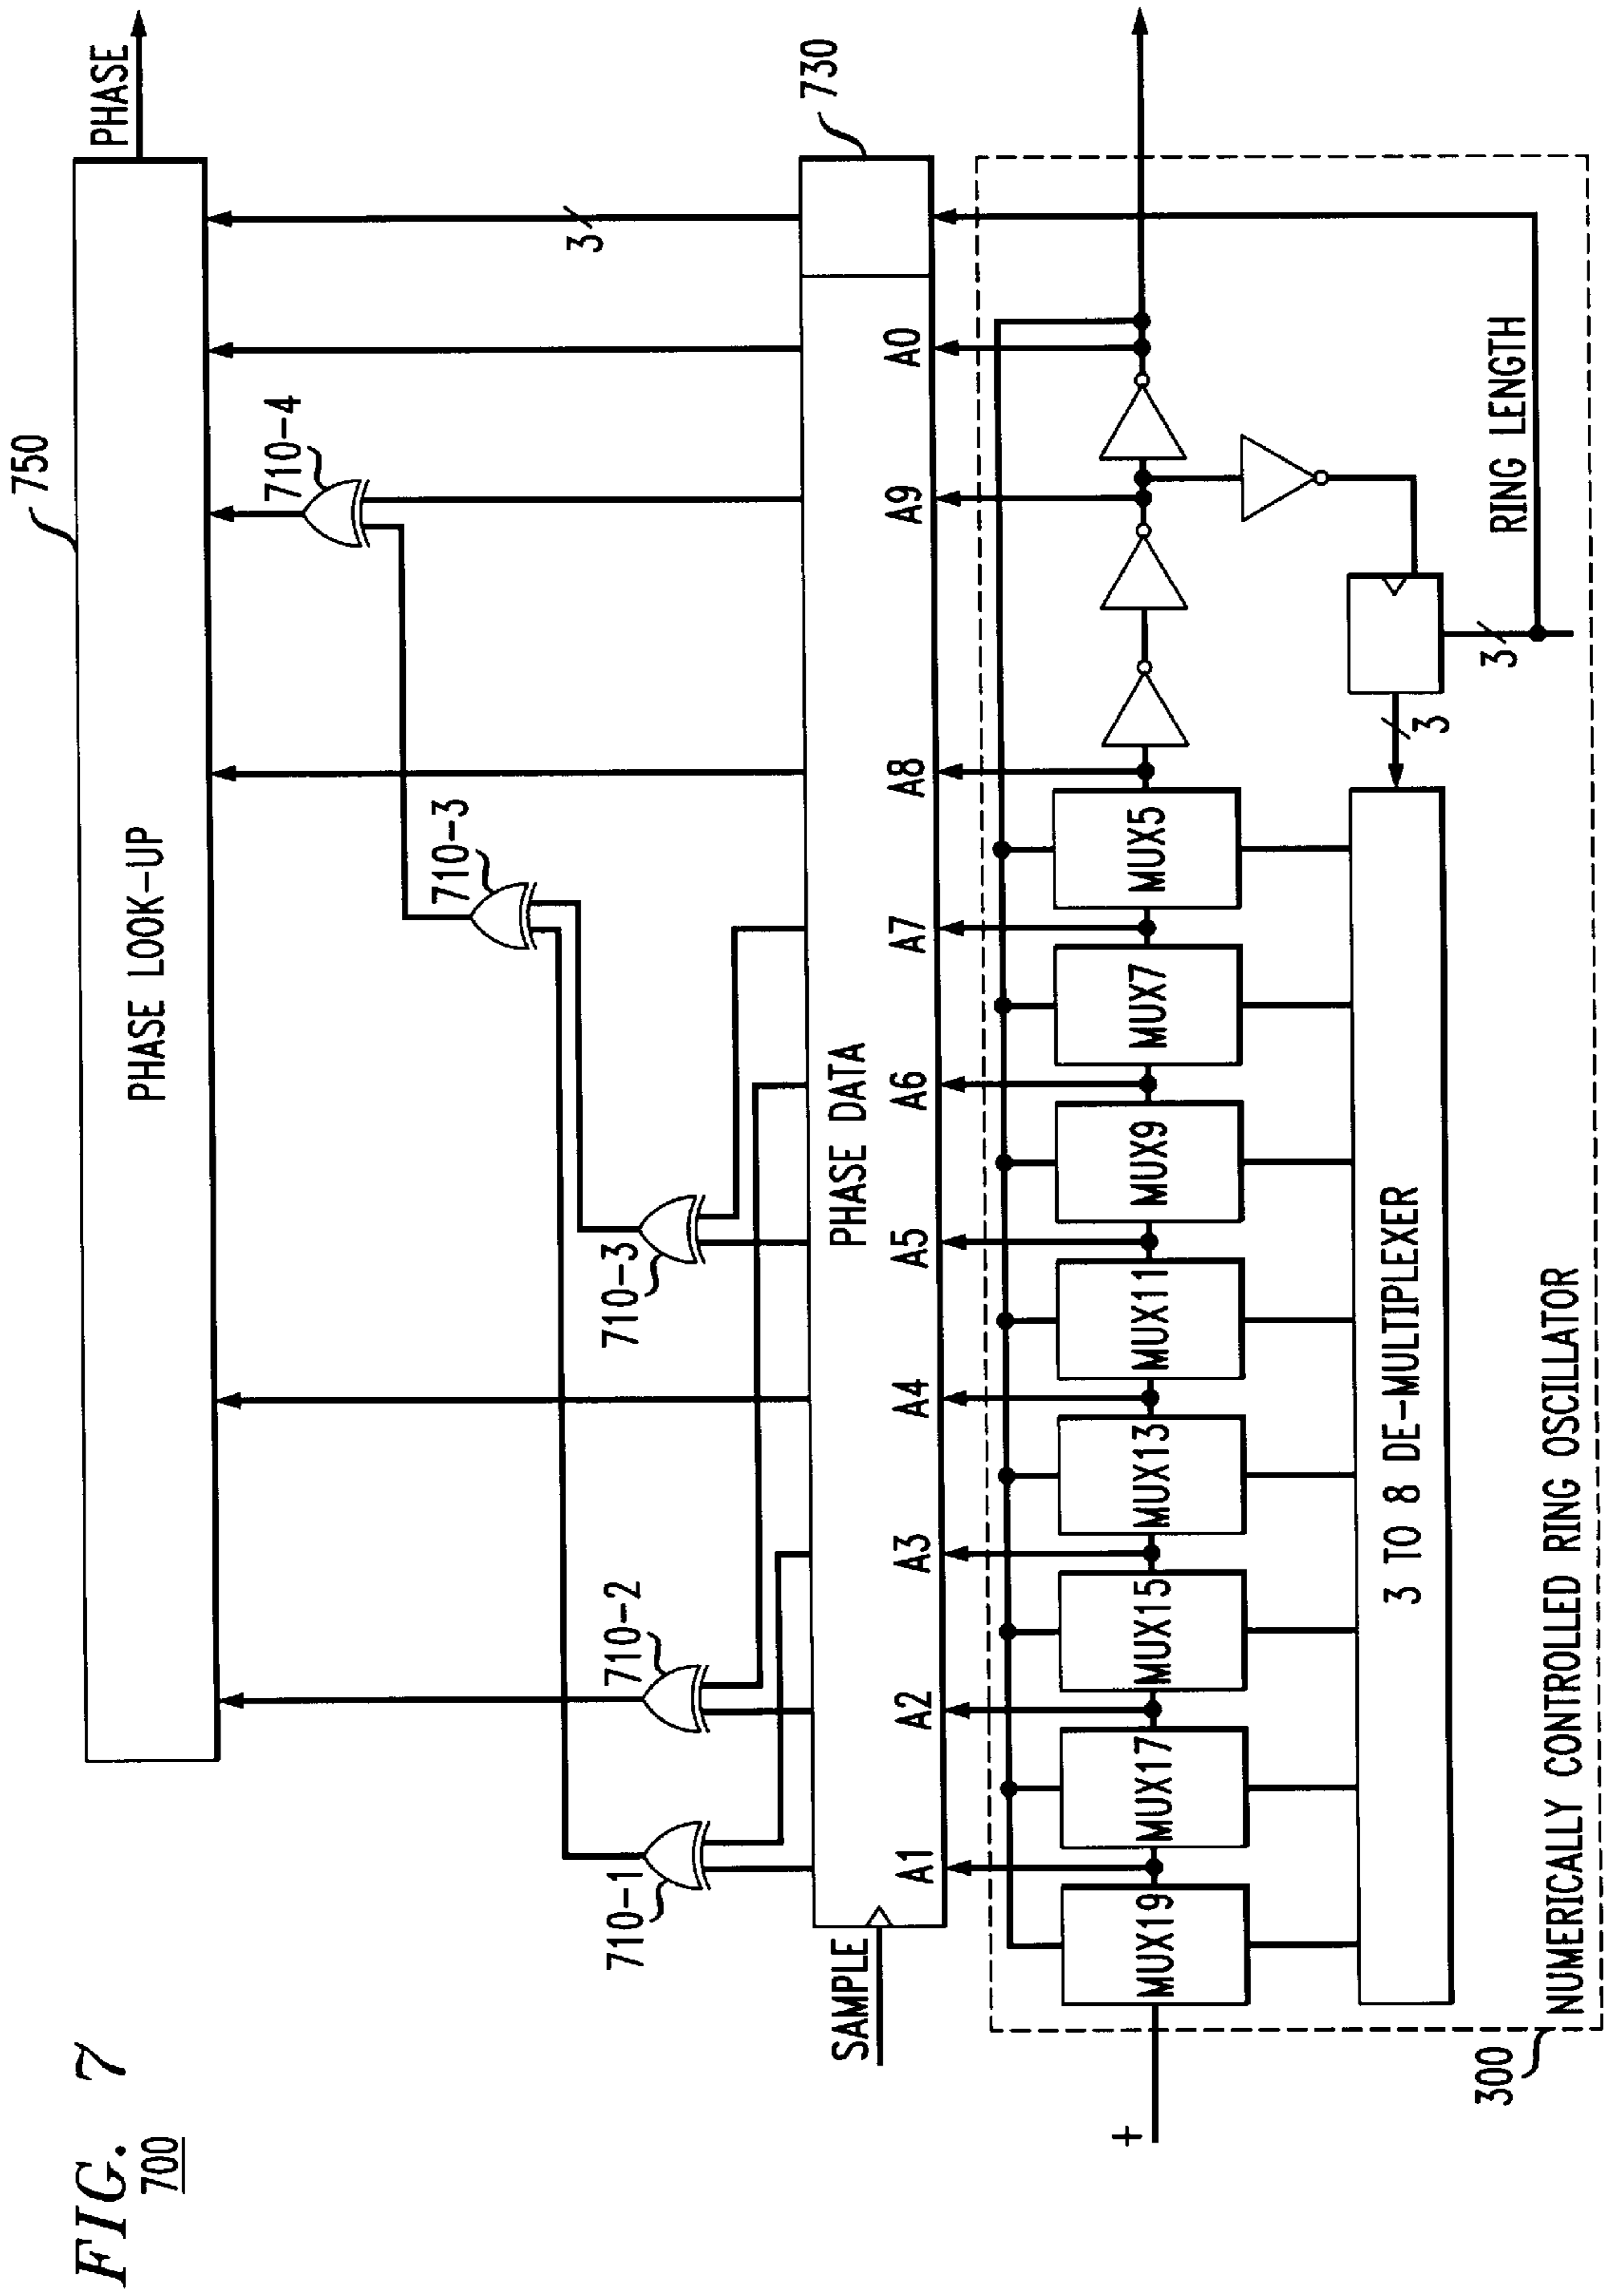 FIG. 7
700
750
PHASE
PHASE LOOK-UP
710-4
3
710-3
710-3
710-2
710-1
730
SAMPLE
PHASE DATA
A1
A2
A3
A4
A5
A6
A7
A8
A9
A0
+
MUX19
MUX17
MUX15
MUX13
MUX11
MUX9
MUX7
MUX5
3 TO 8 DE-MULTIPLEXER
3
3
RING LENGTH
300
NUMERICALLY CONTROLLED RING OSCILLATOR